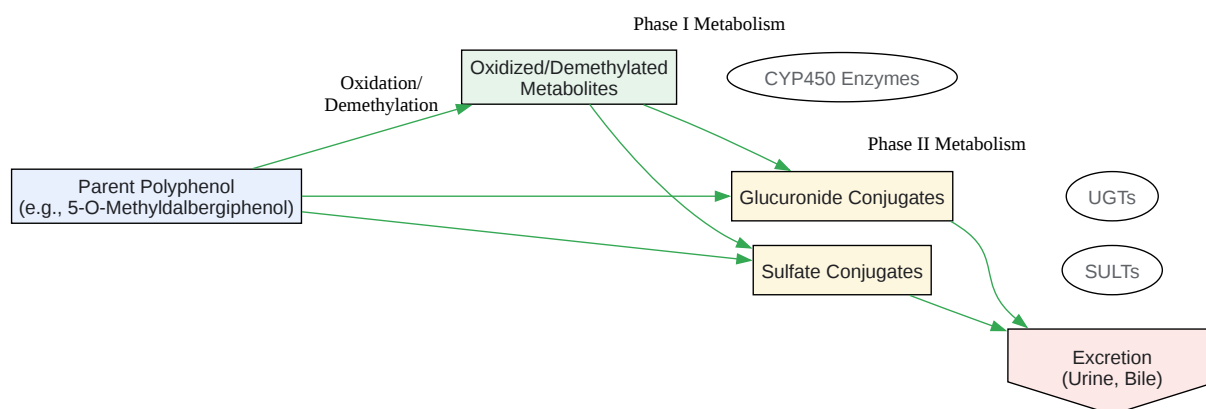 Phase I Metabolism
Oxidized/Demethylated
Metabolites
CYP450 Enzymes
Oxidation/
Demethylation
Phase II Metabolism
Parent Polyphenol
(e.g., 5-O-Methyldalbergiphenol)
Glucuronide Conjugates
UGTs
Sulfate Conjugates
SULTs
Excretion
(Urine, Bile)